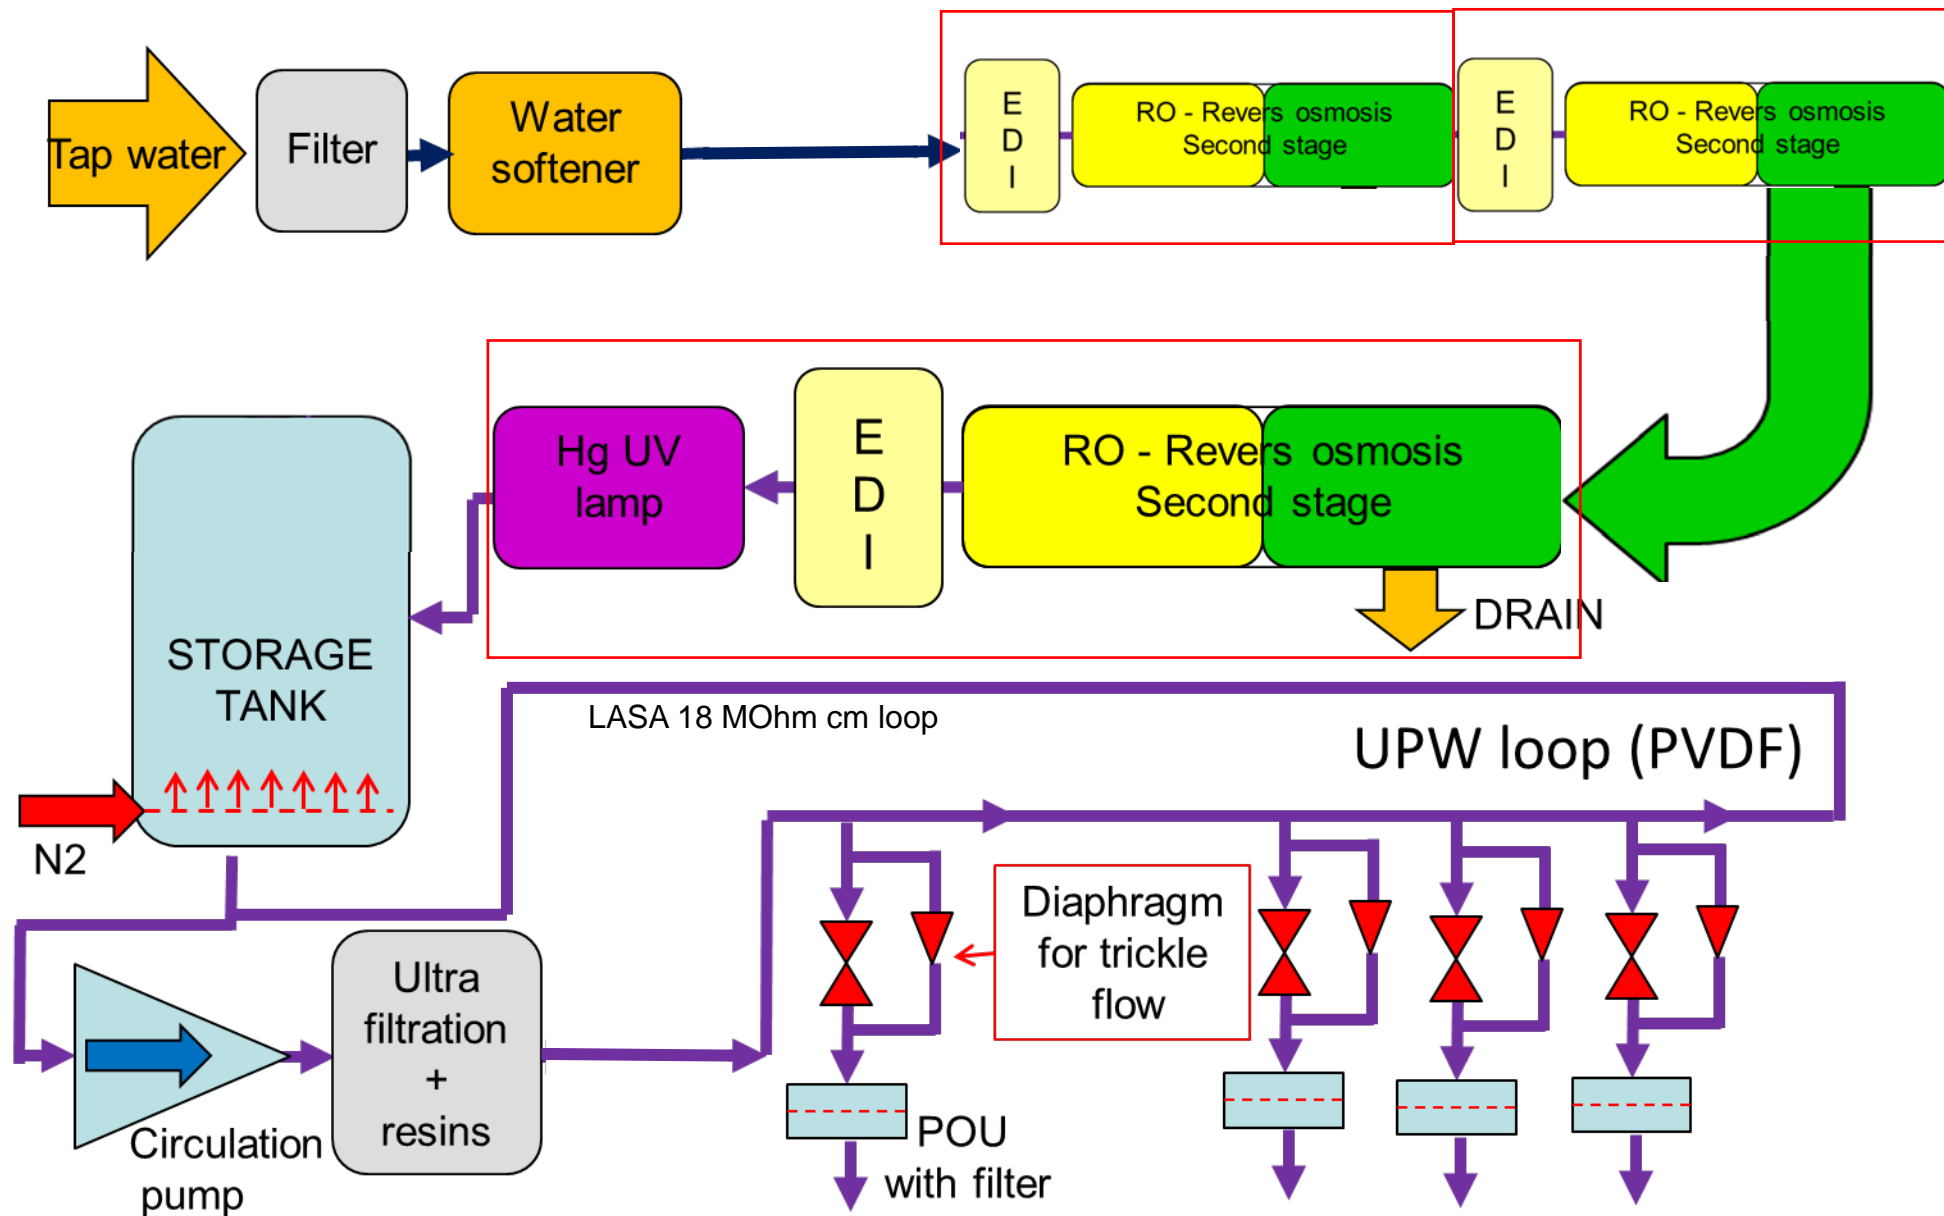 Tap water
Filter
Water
softener
E
D
I
RO - Revers osmosis
Second stage
E
D
I
RO - Revers osmosis
Second stage
Hg UV
lamp
E
D
I
RO - Revers osmosis
Second stage
DRAIN
STORAGE
TANK
N2
LASA 18 MOhm cm loop
UPW loop (PVDF)
Diaphragm
for trickle
flow
Ultra
filtration
+
resins
Circulation
pump
POU
with filter